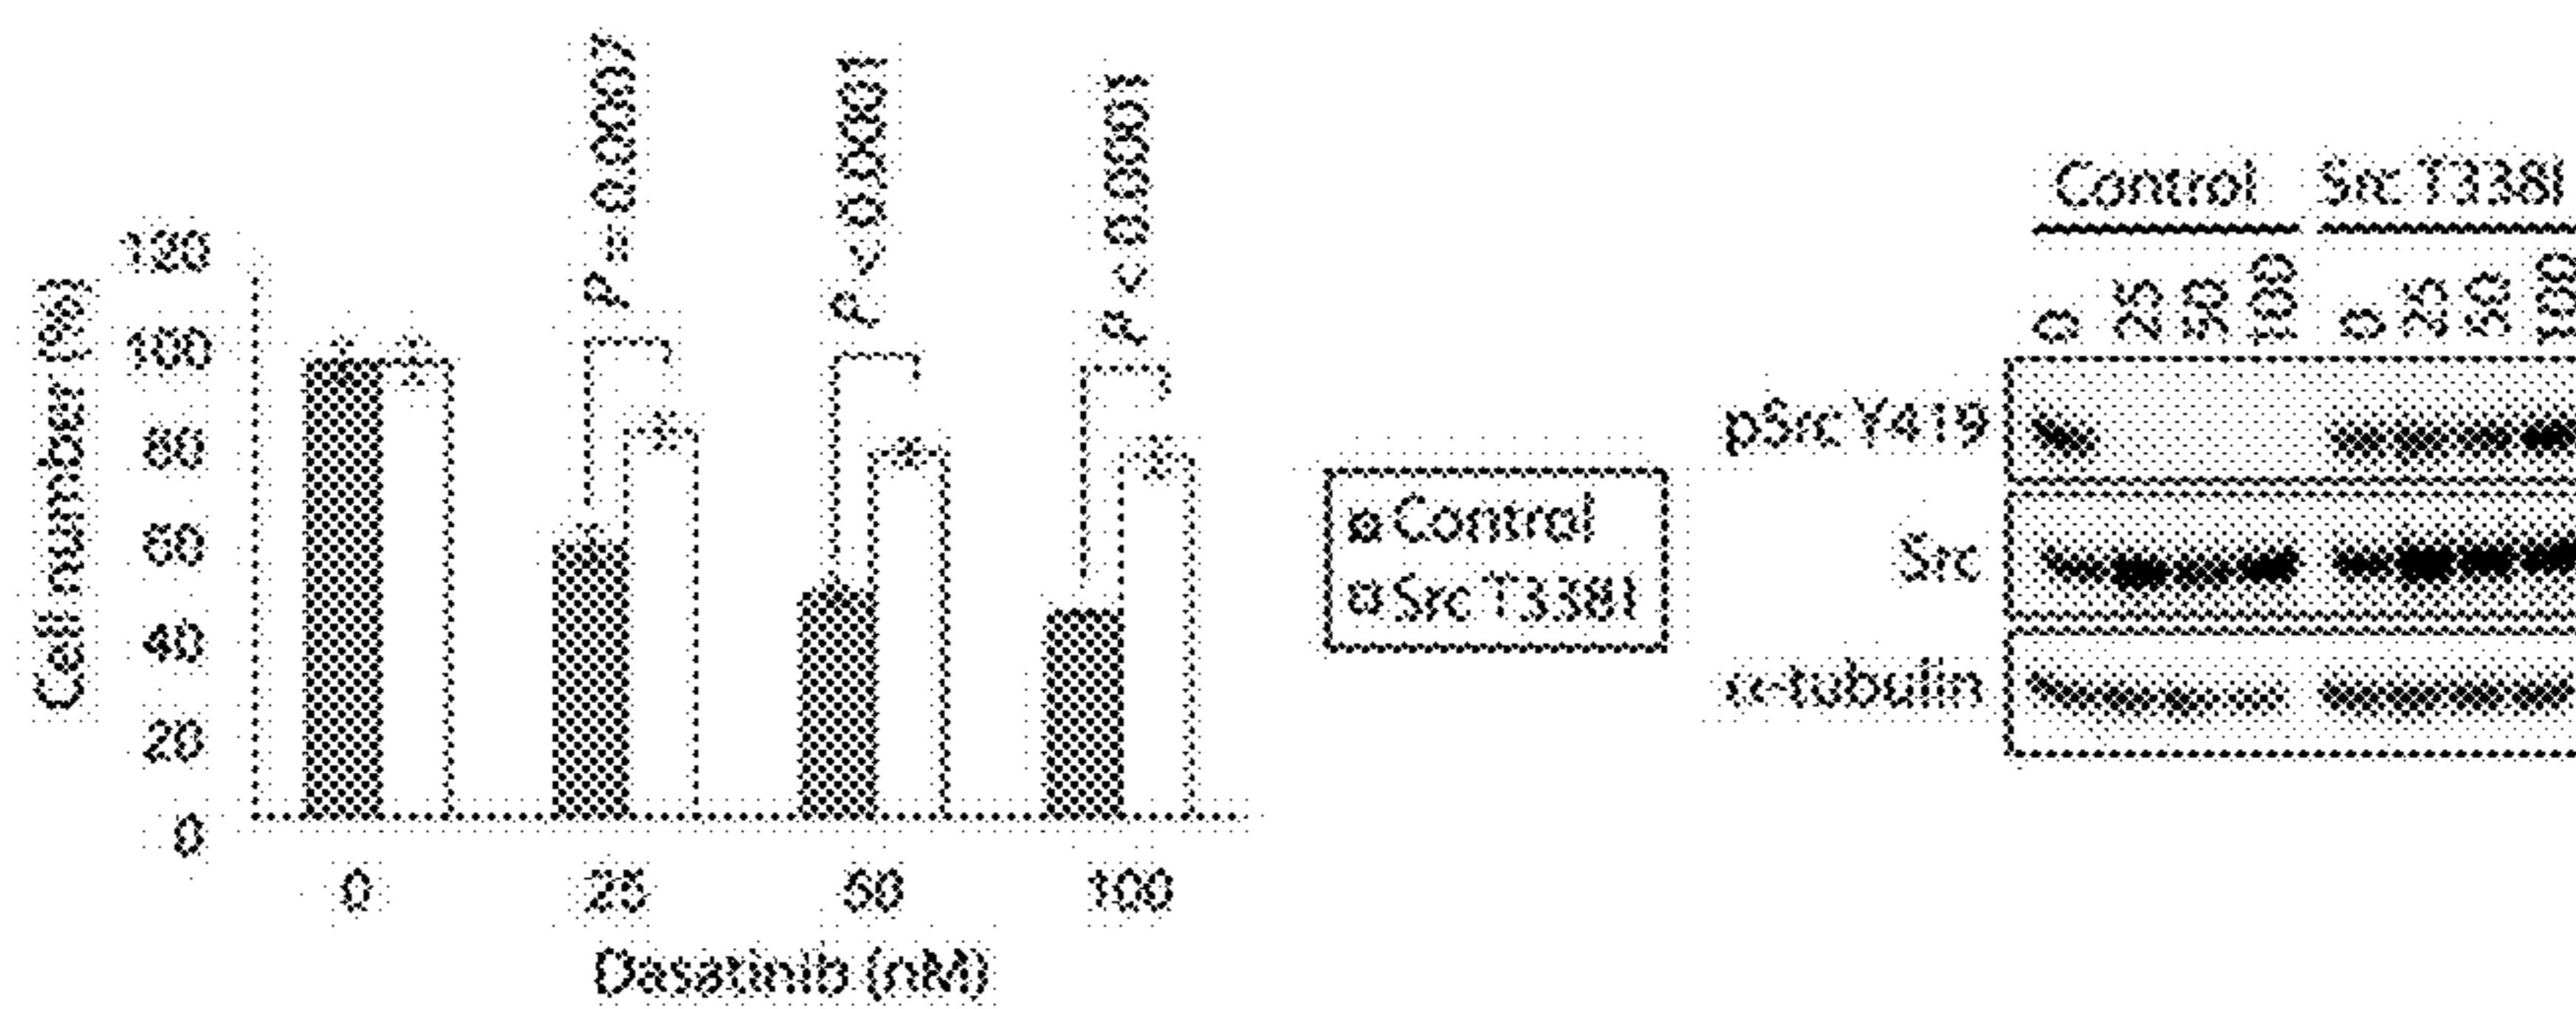 P = 0.0007
P < 0.0001
P < 0.0001
Cell number (%)
120
100
80
60
40
20
0
0 25 50 100
Dasatinib (nM)
Control
Src T338I
Control Src T338I
0 25 50 100 0 25 50 100
pSrc Y419
Src
α-tubulin